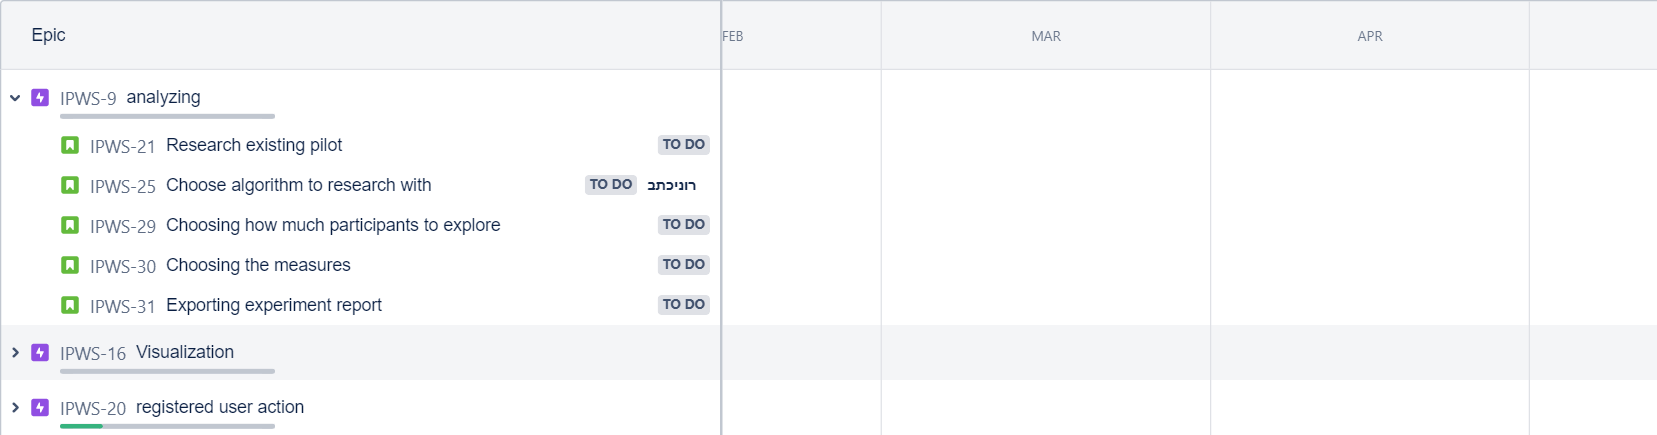 Epic
FEB
MAR
APR
IPWS-9 analyzing
IPWS-21 Research existing pilot TO DO
IPWS-25 Choose algorithm to research with TO DO רוניכתב
IPWS-29 Choosing how much participants to explore TO DO
IPWS-30 Choosing the measures TO DO
IPWS-31 Exporting experiment report TO DO
IPWS-16 Visualization
IPWS-20 registered user action